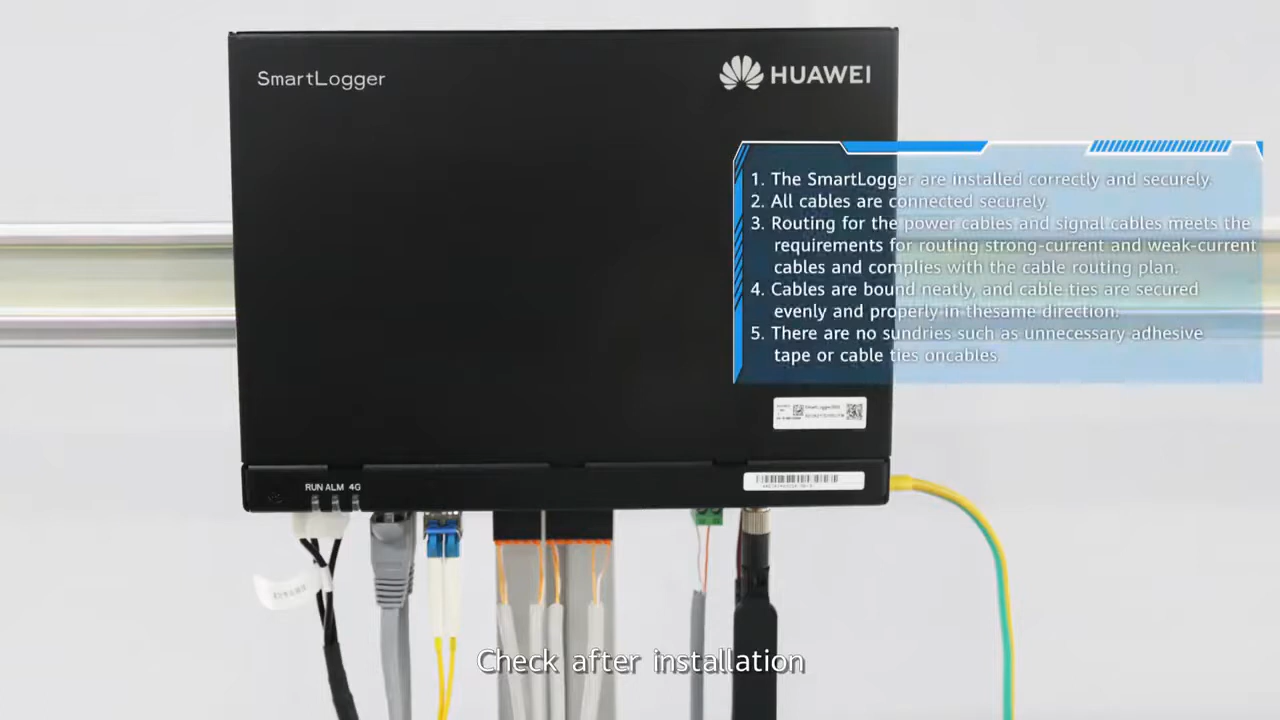 SmartLogger
HUAWEI
1. The SmartLogger are installed correctly and securely.
2. All cables are connected securely.
3. Routing for the power cables and signal cables meets the
requirements for routing strong-current and weak-current
cables and complies with the cable routing plan.
4. Cables are bound neatly, and cable ties are secured
evenly and properly in thesame direction.
5. There are no sundries such as unnecessary adhesive
tape or cable ties oncables.
RUN ALM 4G
Check after installation